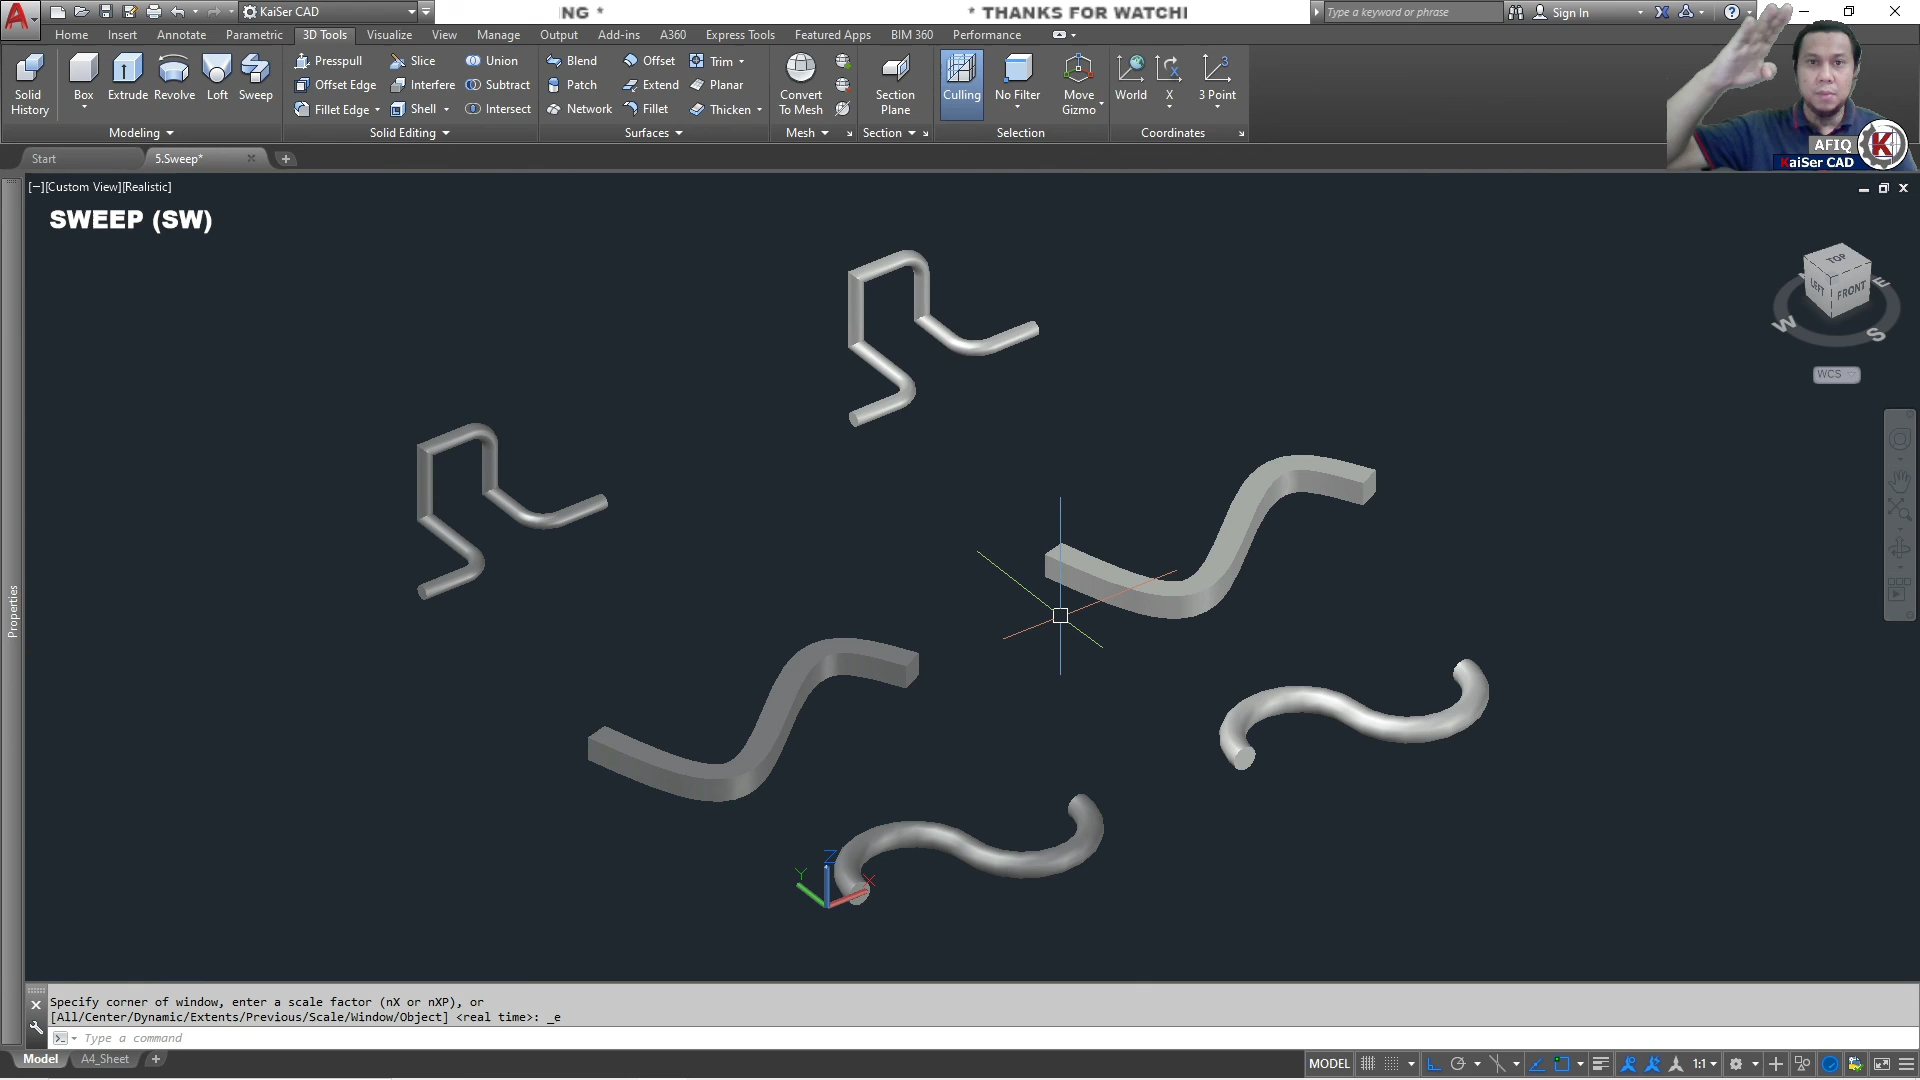 A KaiSer CAD NG * * THANKS FOR WATCHI Type a keyword or phrase Sign In
Home Insert Annotate Parametric 3D Tools Visualize View Manage Output Add-ins A360 Express Tools Featured Apps BIM 360 Performance
Presspull Slice Union Blend Offset Trim
Offset Edge Interfere Subtract Patch Extend Planar
Fillet Edge Shell Intersect Network Fillet Thicken
Solid History Box Extrude Revolve Loft Sweep Convert To Mesh Section Plane Culling No Filter Move Gizmo World X 3 Point
Modeling Solid Editing Surfaces Mesh Section Selection Coordinates
AFIQ K
KaiSer CAD
Start 5.Sweep*
[−][Custom View][Realistic]
SWEEP (SW)
TOP
LEFT FRONT E
W S
WCS
Properties
Z
Y X
Specify corner of window, enter a scale factor (nX or nXP), or
[All/Center/Dynamic/Extents/Previous/Scale/Window/Object] <real time>: _e
Type a command
Model A4_Sheet
MODEL 1:1